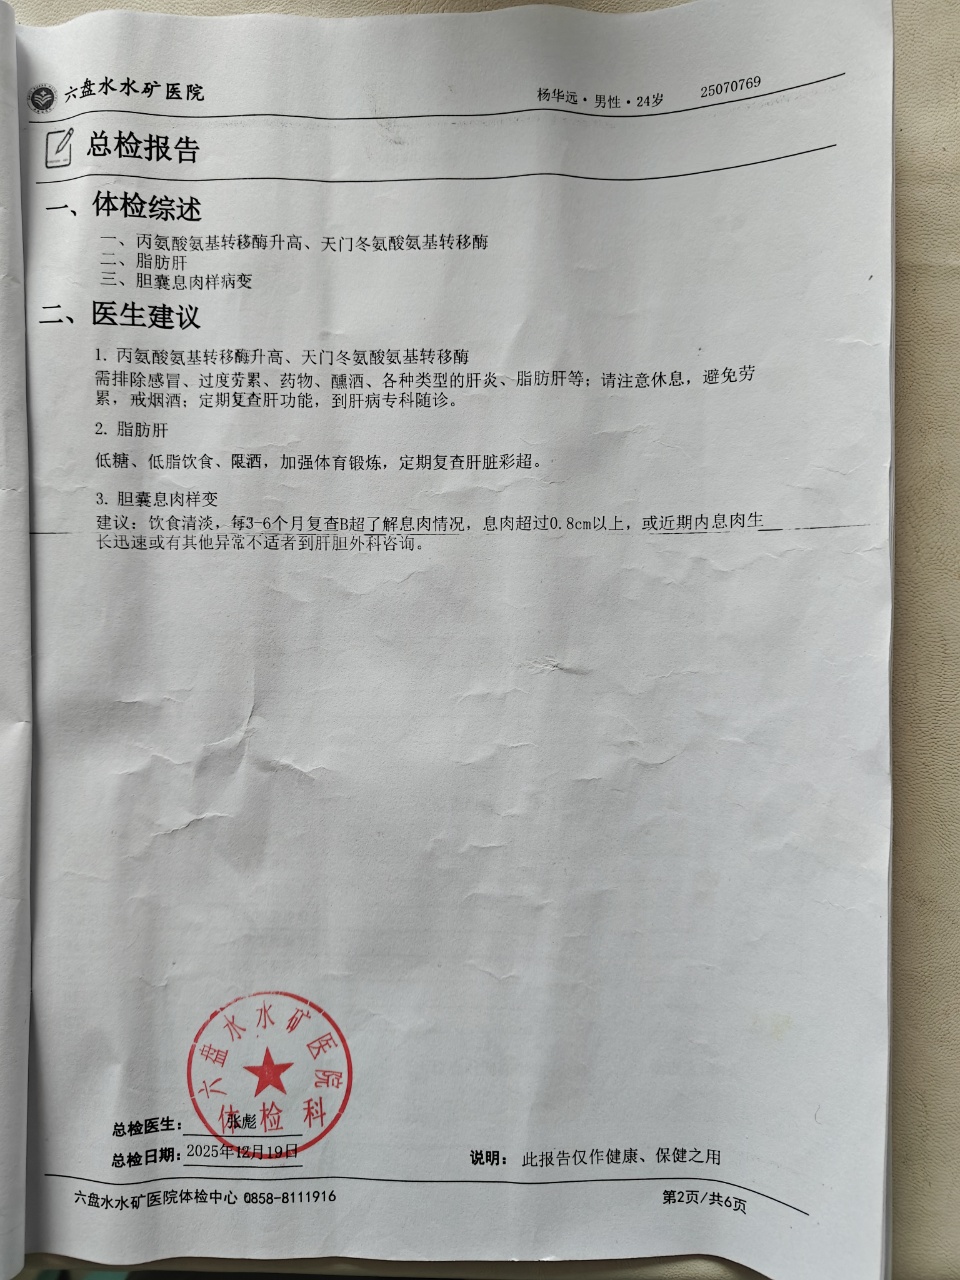 六盘水水矿医院
杨华远·男性·24岁 25070769
总检报告
一、体检综述
一、丙氨酸氨基转移酶升高、天门冬氨酸氨基转移酶
二、脂肪肝
三、胆囊息肉样病变
二、医生建议
1. 丙氨酸氨基转移酶升高、天门冬氨酸氨基转移酶
需排除感冒、过度劳累、药物、醺酒、各种类型的肝炎、脂肪肝等；请注意休息，避免劳
累，戒烟酒；定期复查肝功能，到肝病专科随诊。
2. 脂肪肝
低糖、低脂饮食、限酒，加强体育锻炼，定期复查肝脏彩超。
3. 胆囊息肉样变
建议：饮食清淡，每3-6个月复查B超了解息肉情况，息肉超过0.8cm以上，或近期内息肉生
长迅速或有其他异常不适者到肝胆外科咨询。
六盘水水矿医院
体检科
总检医生：张彪
总检日期：2025年12月19日
说明：此报告仅作健康、保健之用
六盘水水矿医院体检中心 0858-8111916
第2页/共6页